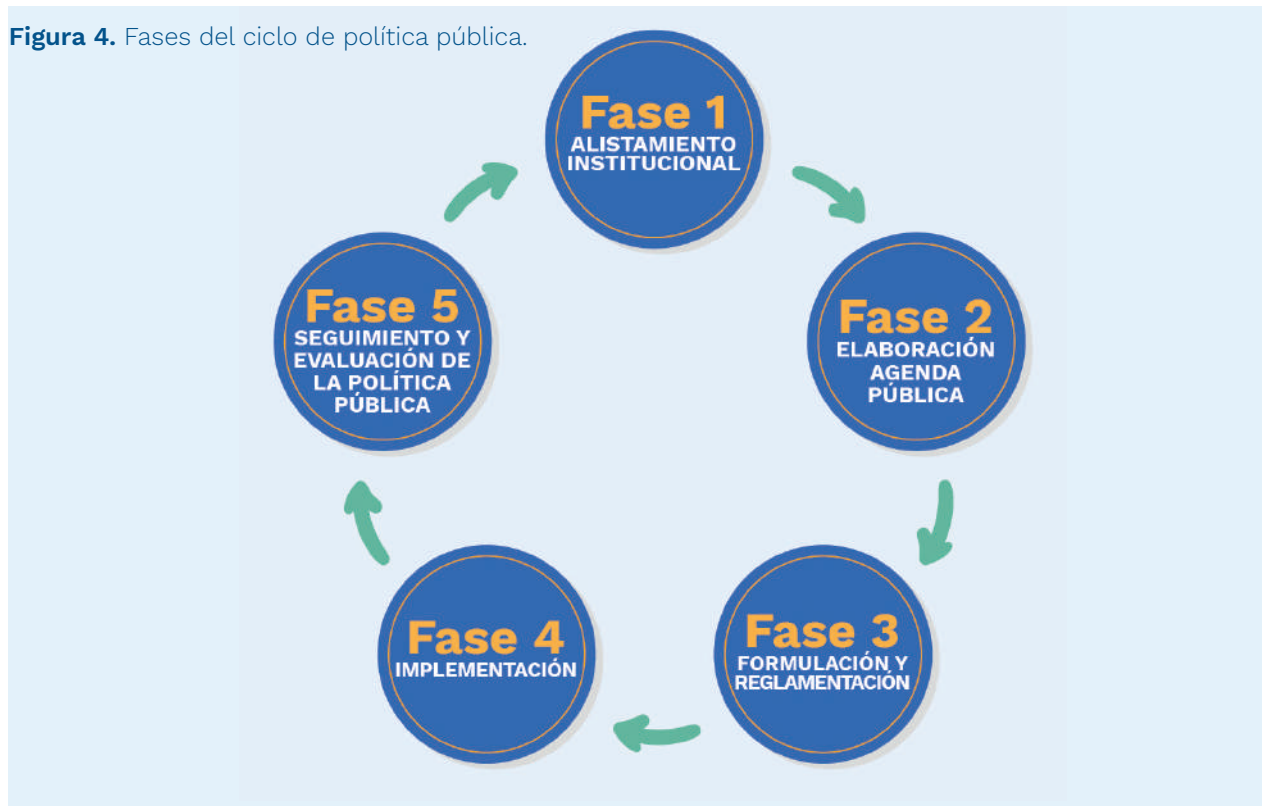 Figura 4. Fases del ciclo de política pública.
Fase 1
ALISTAMIENTO
INSTITUCIONAL
Fase 2
ELABORACIÓN
AGENDA
PÚBLICA
Fase 3
FORMULACIÓN Y
REGLAMENTACIÓN
Fase 4
IMPLEMENTACIÓN
Fase 5
SEGUIMIENTO Y
EVALUACIÓN DE
LA POLÍTICA
PÚBLICA